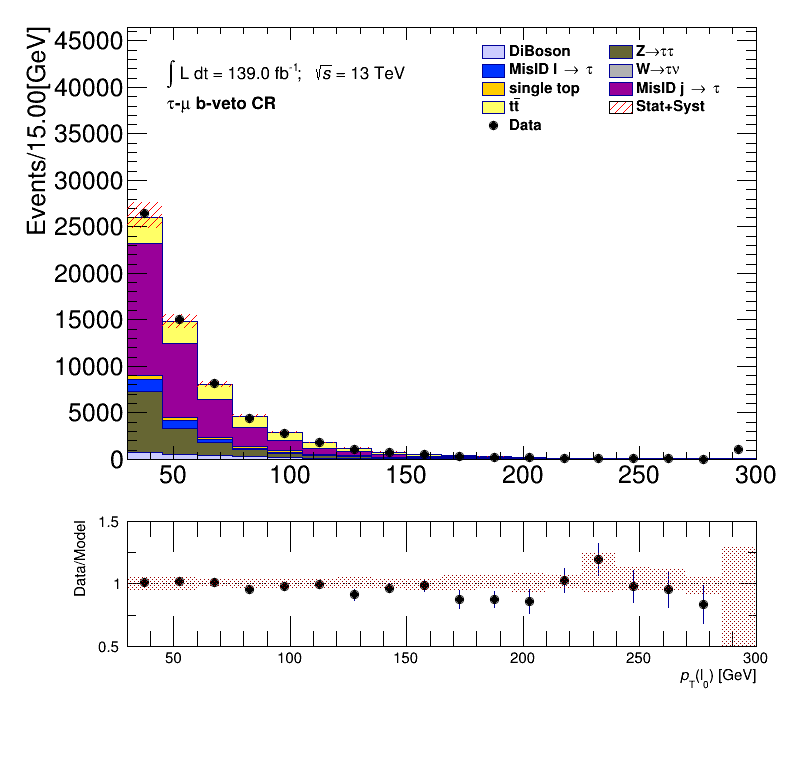 Events/15.00[GeV]
45000
40000
35000
30000
25000
20000
15000
10000
5000
0
∫ L dt = 139.0 fb⁻¹; √s = 13 TeV
τ-μ b-veto CR
DiBoson Z→ττ
MisID l → τ W→τν
single top MisID j → τ
tt̄ Stat+Syst
Data
50 100 150 200 250 300
Data/Model
1.5
1
0.5
50 100 150 200 250 300
p_T(l_0) [GeV]